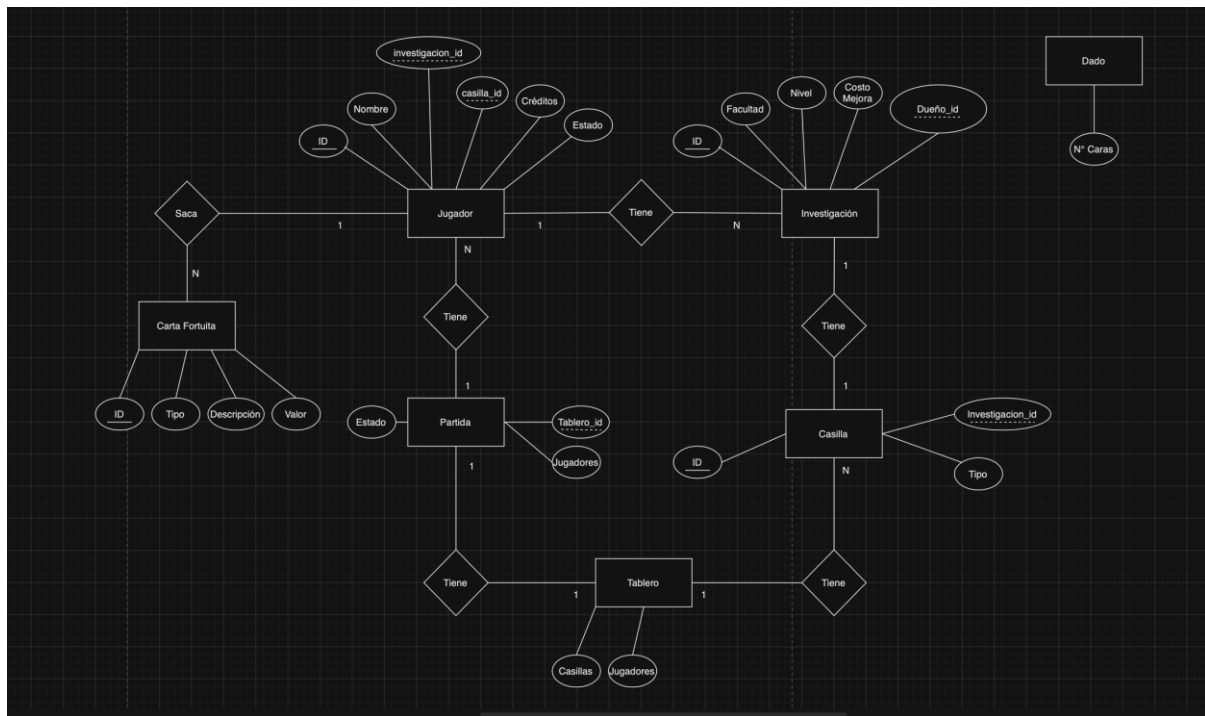 investigacion_id
Dado
casilla_id
Créditos
Nombre
Estado
ID
Nivel
Costo
Mejora
Facultad
Dueño_id
ID
N° Caras
Saca
1
Jugador
1
Tiene
N
Investigación
N
N
1
Tiene
Tiene
Carta Fortuita
1
1
ID
Tipo
Descripción
Valor
Estado
Partida
Tablero_id
Jugadores
1
Casilla
Investigacion_id
ID
Tipo
N
Tiene
1
Tablero
1
Tiene
Casillas
Jugadores